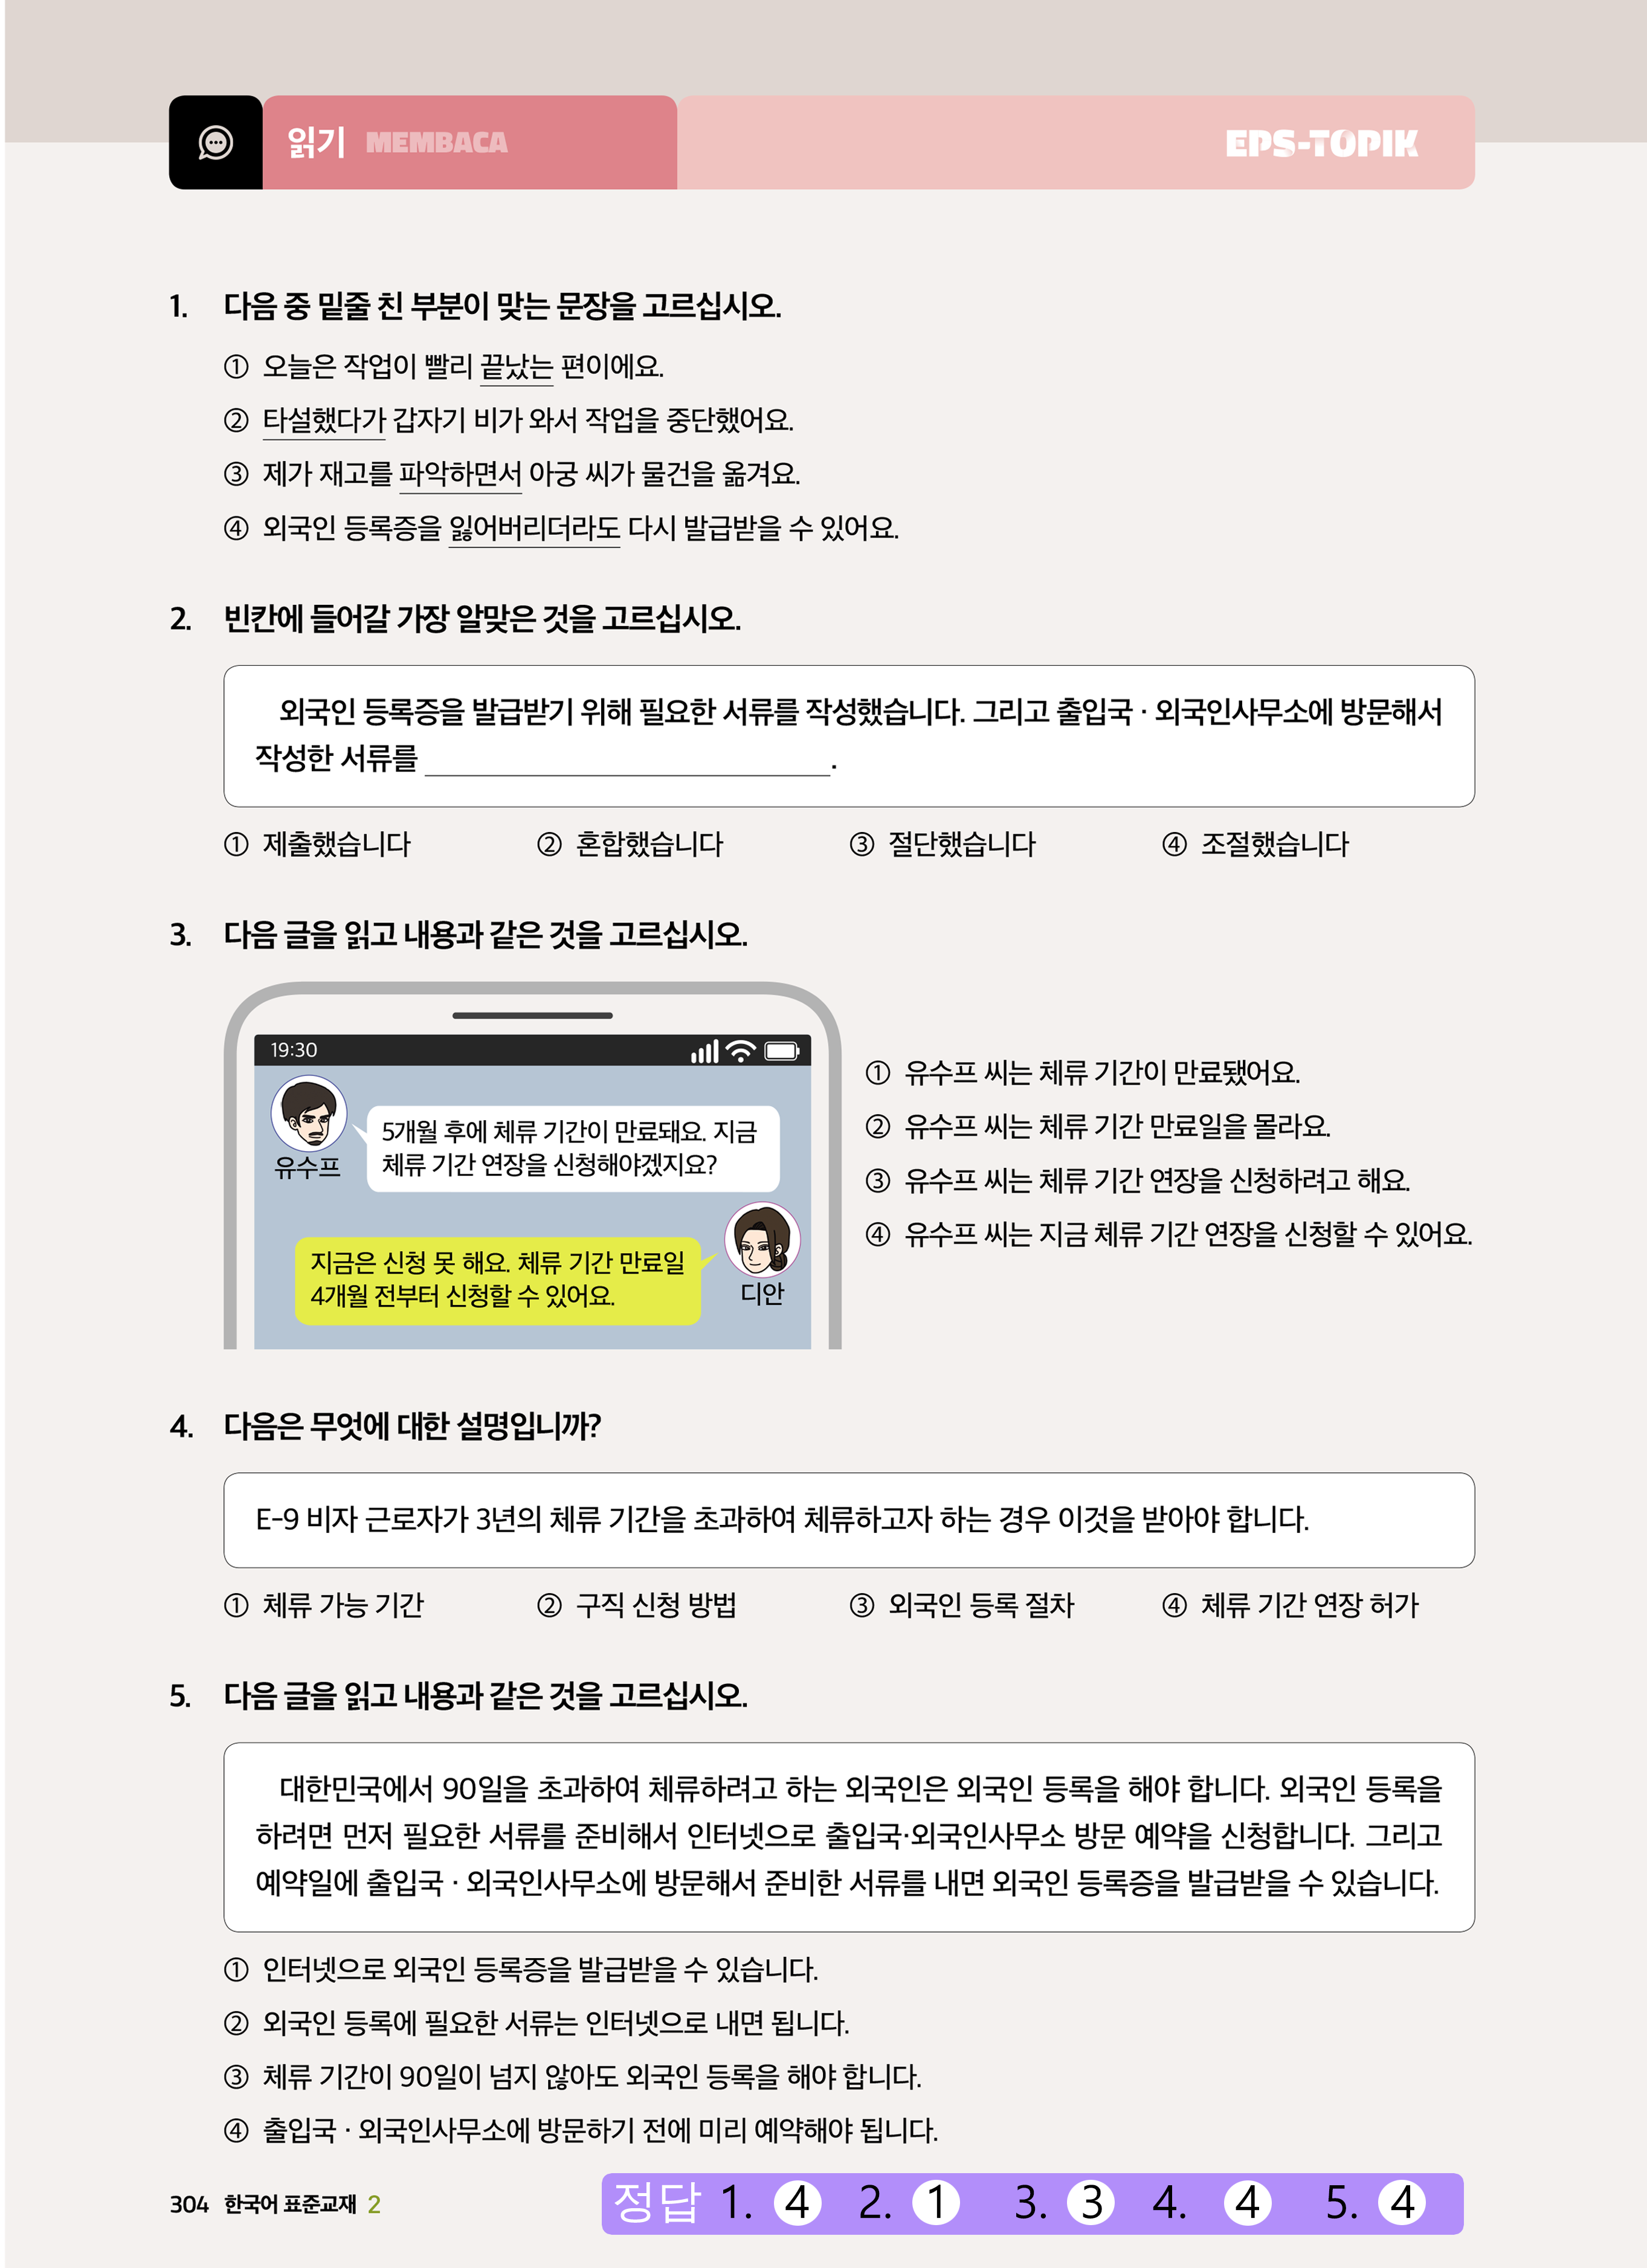 읽기 MEMBACA EPS-TOPIK
1. 다음 중 밑줄 친 부분이 맞는 문장을 고르십시오.
① 오늘은 작업이 빨리 끝났는 편이에요.
② 타설했다가 갑자기 비가 와서 작업을 중단했어요.
③ 제가 재고를 파악하면서 아궁 씨가 물건을 옮겨요.
④ 외국인 등록증을 잃어버리더라도 다시 발급받을 수 있어요.
2. 빈칸에 들어갈 가장 알맞은 것을 고르십시오.
외국인 등록증을 발급받기 위해 필요한 서류를 작성했습니다. 그리고 출입국 · 외국인사무소에 방문해서
작성한 서류를 ______________________.
① 제출했습니다 ② 혼합했습니다 ③ 절단했습니다 ④ 조절했습니다
3. 다음 글을 읽고 내용과 같은 것을 고르십시오.
19:30
유수프
5개월 후에 체류 기간이 만료돼요. 지금
체류 기간 연장을 신청해야겠지요?
지금은 신청 못 해요. 체류 기간 만료일
4개월 전부터 신청할 수 있어요.
디안
① 유수프 씨는 체류 기간이 만료됐어요.
② 유수프 씨는 체류 기간 만료일을 몰라요.
③ 유수프 씨는 체류 기간 연장을 신청하려고 해요.
④ 유수프 씨는 지금 체류 기간 연장을 신청할 수 있어요.
4. 다음은 무엇에 대한 설명입니까?
E-9 비자 근로자가 3년의 체류 기간을 초과하여 체류하고자 하는 경우 이것을 받아야 합니다.
① 체류 가능 기간 ② 구직 신청 방법 ③ 외국인 등록 절차 ④ 체류 기간 연장 허가
5. 다음 글을 읽고 내용과 같은 것을 고르십시오.
대한민국에서 90일을 초과하여 체류하려고 하는 외국인은 외국인 등록을 해야 합니다. 외국인 등록을
하려면 먼저 필요한 서류를 준비해서 인터넷으로 출입국·외국인사무소 방문 예약을 신청합니다. 그리고
예약일에 출입국 · 외국인사무소에 방문해서 준비한 서류를 내면 외국인 등록증을 발급받을 수 있습니다.
① 인터넷으로 외국인 등록증을 발급받을 수 있습니다.
② 외국인 등록에 필요한 서류는 인터넷으로 내면 됩니다.
③ 체류 기간이 90일이 넘지 않아도 외국인 등록을 해야 합니다.
④ 출입국 · 외국인사무소에 방문하기 전에 미리 예약해야 됩니다.
304 한국어 표준교재 2
정답 1. 4 2. 1 3. 3 4. 4 5. 4